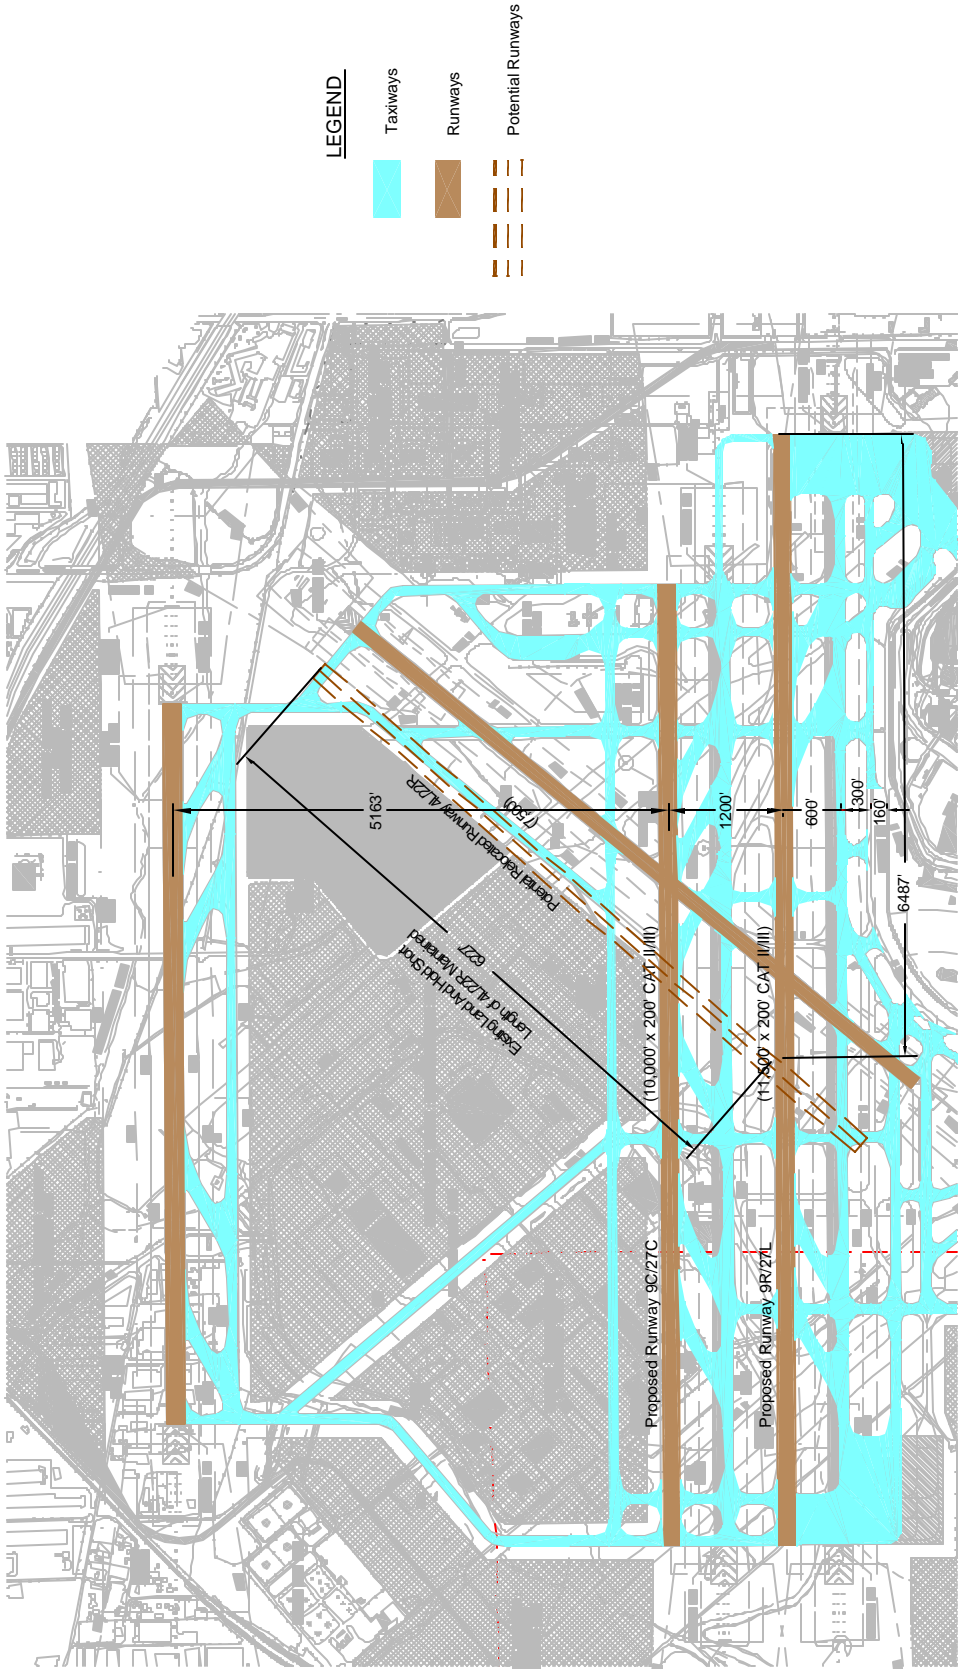 LEGEND
Taxiways
Runways
Potential Runways
5163'
Potential Relocated Runway 4L/22R
(7,500')
6227'
Existing Land And Hold Short
Length of 4L/22R Maintained
1200'
600'
300'
160'
6487'
(10,000' x 200' CAT II/III)
(11,500' x 200' CAT II/III)
Proposed Runway 9C/27C
Proposed Runway 9R/27L